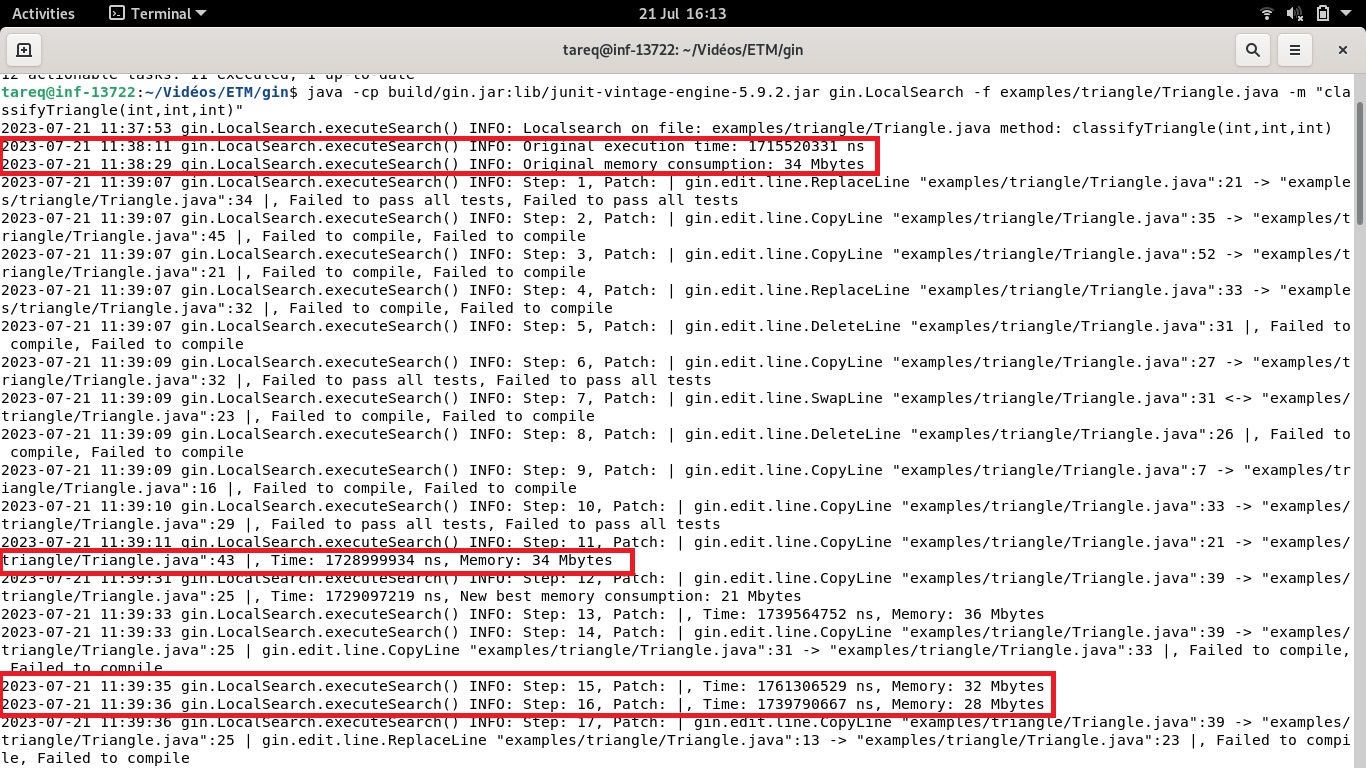 Activities Terminal 21 Jul 16:13
tareq@inf-13722: ~/Vidéos/ETM/gin
12 actionable tasks: 11 executed, 1 up-to-date
tareq@inf-13722:~/Vidéos/ETM/gin$ java -cp build/gin.jar:lib/junit-vintage-engine-5.9.2.jar gin.LocalSearch -f examples/triangle/Triangle.java -m "cla
ssifyTriangle(int,int,int)"
2023-07-21 11:37:53 gin.LocalSearch.executeSearch() INFO: Localsearch on file: examples/triangle/Triangle.java method: classifyTriangle(int,int,int)
2023-07-21 11:38:11 gin.LocalSearch.executeSearch() INFO: Original execution time: 1715520331 ns
2023-07-21 11:38:29 gin.LocalSearch.executeSearch() INFO: Original memory consumption: 34 Mbytes
2023-07-21 11:39:07 gin.LocalSearch.executeSearch() INFO: Step: 1, Patch: | gin.edit.line.ReplaceLine "examples/triangle/Triangle.java":21 -> "example
s/triangle/Triangle.java":34 |, Failed to pass all tests, Failed to pass all tests
2023-07-21 11:39:07 gin.LocalSearch.executeSearch() INFO: Step: 2, Patch: | gin.edit.line.CopyLine "examples/triangle/Triangle.java":35 -> "examples/t
riangle/Triangle.java":45 |, Failed to compile, Failed to compile
2023-07-21 11:39:07 gin.LocalSearch.executeSearch() INFO: Step: 3, Patch: | gin.edit.line.CopyLine "examples/triangle/Triangle.java":52 -> "examples/t
riangle/Triangle.java":21 |, Failed to compile, Failed to compile
2023-07-21 11:39:07 gin.LocalSearch.executeSearch() INFO: Step: 4, Patch: | gin.edit.line.ReplaceLine "examples/triangle/Triangle.java":33 -> "example
s/triangle/Triangle.java":32 |, Failed to compile, Failed to compile
2023-07-21 11:39:07 gin.LocalSearch.executeSearch() INFO: Step: 5, Patch: | gin.edit.line.DeleteLine "examples/triangle/Triangle.java":31 |, Failed to
 compile, Failed to compile
2023-07-21 11:39:09 gin.LocalSearch.executeSearch() INFO: Step: 6, Patch: | gin.edit.line.CopyLine "examples/triangle/Triangle.java":27 -> "examples/t
riangle/Triangle.java":32 |, Failed to pass all tests, Failed to pass all tests
2023-07-21 11:39:09 gin.LocalSearch.executeSearch() INFO: Step: 7, Patch: | gin.edit.line.SwapLine "examples/triangle/Triangle.java":31 <-> "examples/
triangle/Triangle.java":23 |, Failed to compile, Failed to compile
2023-07-21 11:39:09 gin.LocalSearch.executeSearch() INFO: Step: 8, Patch: | gin.edit.line.DeleteLine "examples/triangle/Triangle.java":26 |, Failed to
 compile, Failed to compile
2023-07-21 11:39:09 gin.LocalSearch.executeSearch() INFO: Step: 9, Patch: | gin.edit.line.CopyLine "examples/triangle/Triangle.java":7 -> "examples/tr
iangle/Triangle.java":16 |, Failed to compile, Failed to compile
2023-07-21 11:39:10 gin.LocalSearch.executeSearch() INFO: Step: 10, Patch: | gin.edit.line.CopyLine "examples/triangle/Triangle.java":33 -> "examples/
triangle/Triangle.java":29 |, Failed to pass all tests, Failed to pass all tests
2023-07-21 11:39:11 gin.LocalSearch.executeSearch() INFO: Step: 11, Patch: | gin.edit.line.CopyLine "examples/triangle/Triangle.java":21 -> "examples/
triangle/Triangle.java":43 |, Time: 1728999934 ns, Memory: 34 Mbytes
2023-07-21 11:39:31 gin.LocalSearch.executeSearch() INFO: Step: 12, Patch: | gin.edit.line.CopyLine "examples/triangle/Triangle.java":39 -> "examples/
triangle/Triangle.java":25 |, Time: 1729097219 ns, New best memory consumption: 21 Mbytes
2023-07-21 11:39:33 gin.LocalSearch.executeSearch() INFO: Step: 13, Patch: |, Time: 1739564752 ns, Memory: 36 Mbytes
2023-07-21 11:39:33 gin.LocalSearch.executeSearch() INFO: Step: 14, Patch: | gin.edit.line.CopyLine "examples/triangle/Triangle.java":39 -> "examples/
triangle/Triangle.java":25 | gin.edit.line.CopyLine "examples/triangle/Triangle.java":31 -> "examples/triangle/Triangle.java":33 |, Failed to compile,
 Failed to compile
2023-07-21 11:39:35 gin.LocalSearch.executeSearch() INFO: Step: 15, Patch: |, Time: 1761306529 ns, Memory: 32 Mbytes
2023-07-21 11:39:36 gin.LocalSearch.executeSearch() INFO: Step: 16, Patch: |, Time: 1739790667 ns, Memory: 28 Mbytes
2023-07-21 11:39:36 gin.LocalSearch.executeSearch() INFO: Step: 17, Patch: | gin.edit.line.CopyLine "examples/triangle/Triangle.java":39 -> "examples/
triangle/Triangle.java":25 | gin.edit.line.ReplaceLine "examples/triangle/Triangle.java":13 -> "examples/triangle/Triangle.java":23 |, Failed to compi
le, Failed to compile